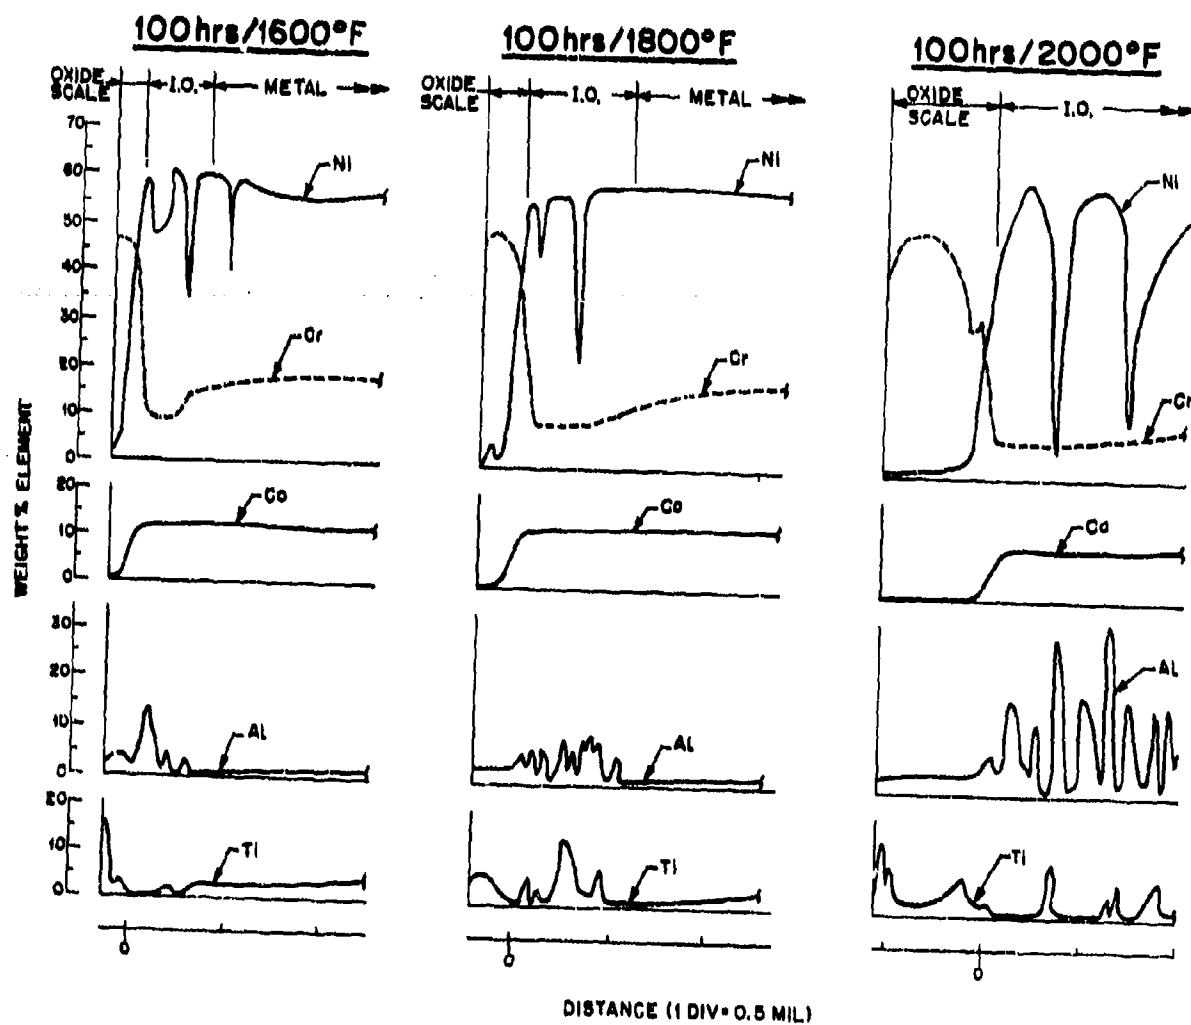 100hrs/1600°F
100hrs/1800°F
100hrs/2000°F
OXIDE SCALE
I.O.
METAL
OXIDE SCALE
I.O.
METAL
OXIDE SCALE
I.O.
WEIGHT % ELEMENT
70
60
50
40
30
20
10
0
Ni
Cr
Ni
Cr
Ni
Cr
20
10
0
Co
Co
Co
30
20
10
0
AL
AL
AL
20
10
0
Ti
Ti
Ti
0
0
0
DISTANCE (1 DIV = 0.5 MIL)